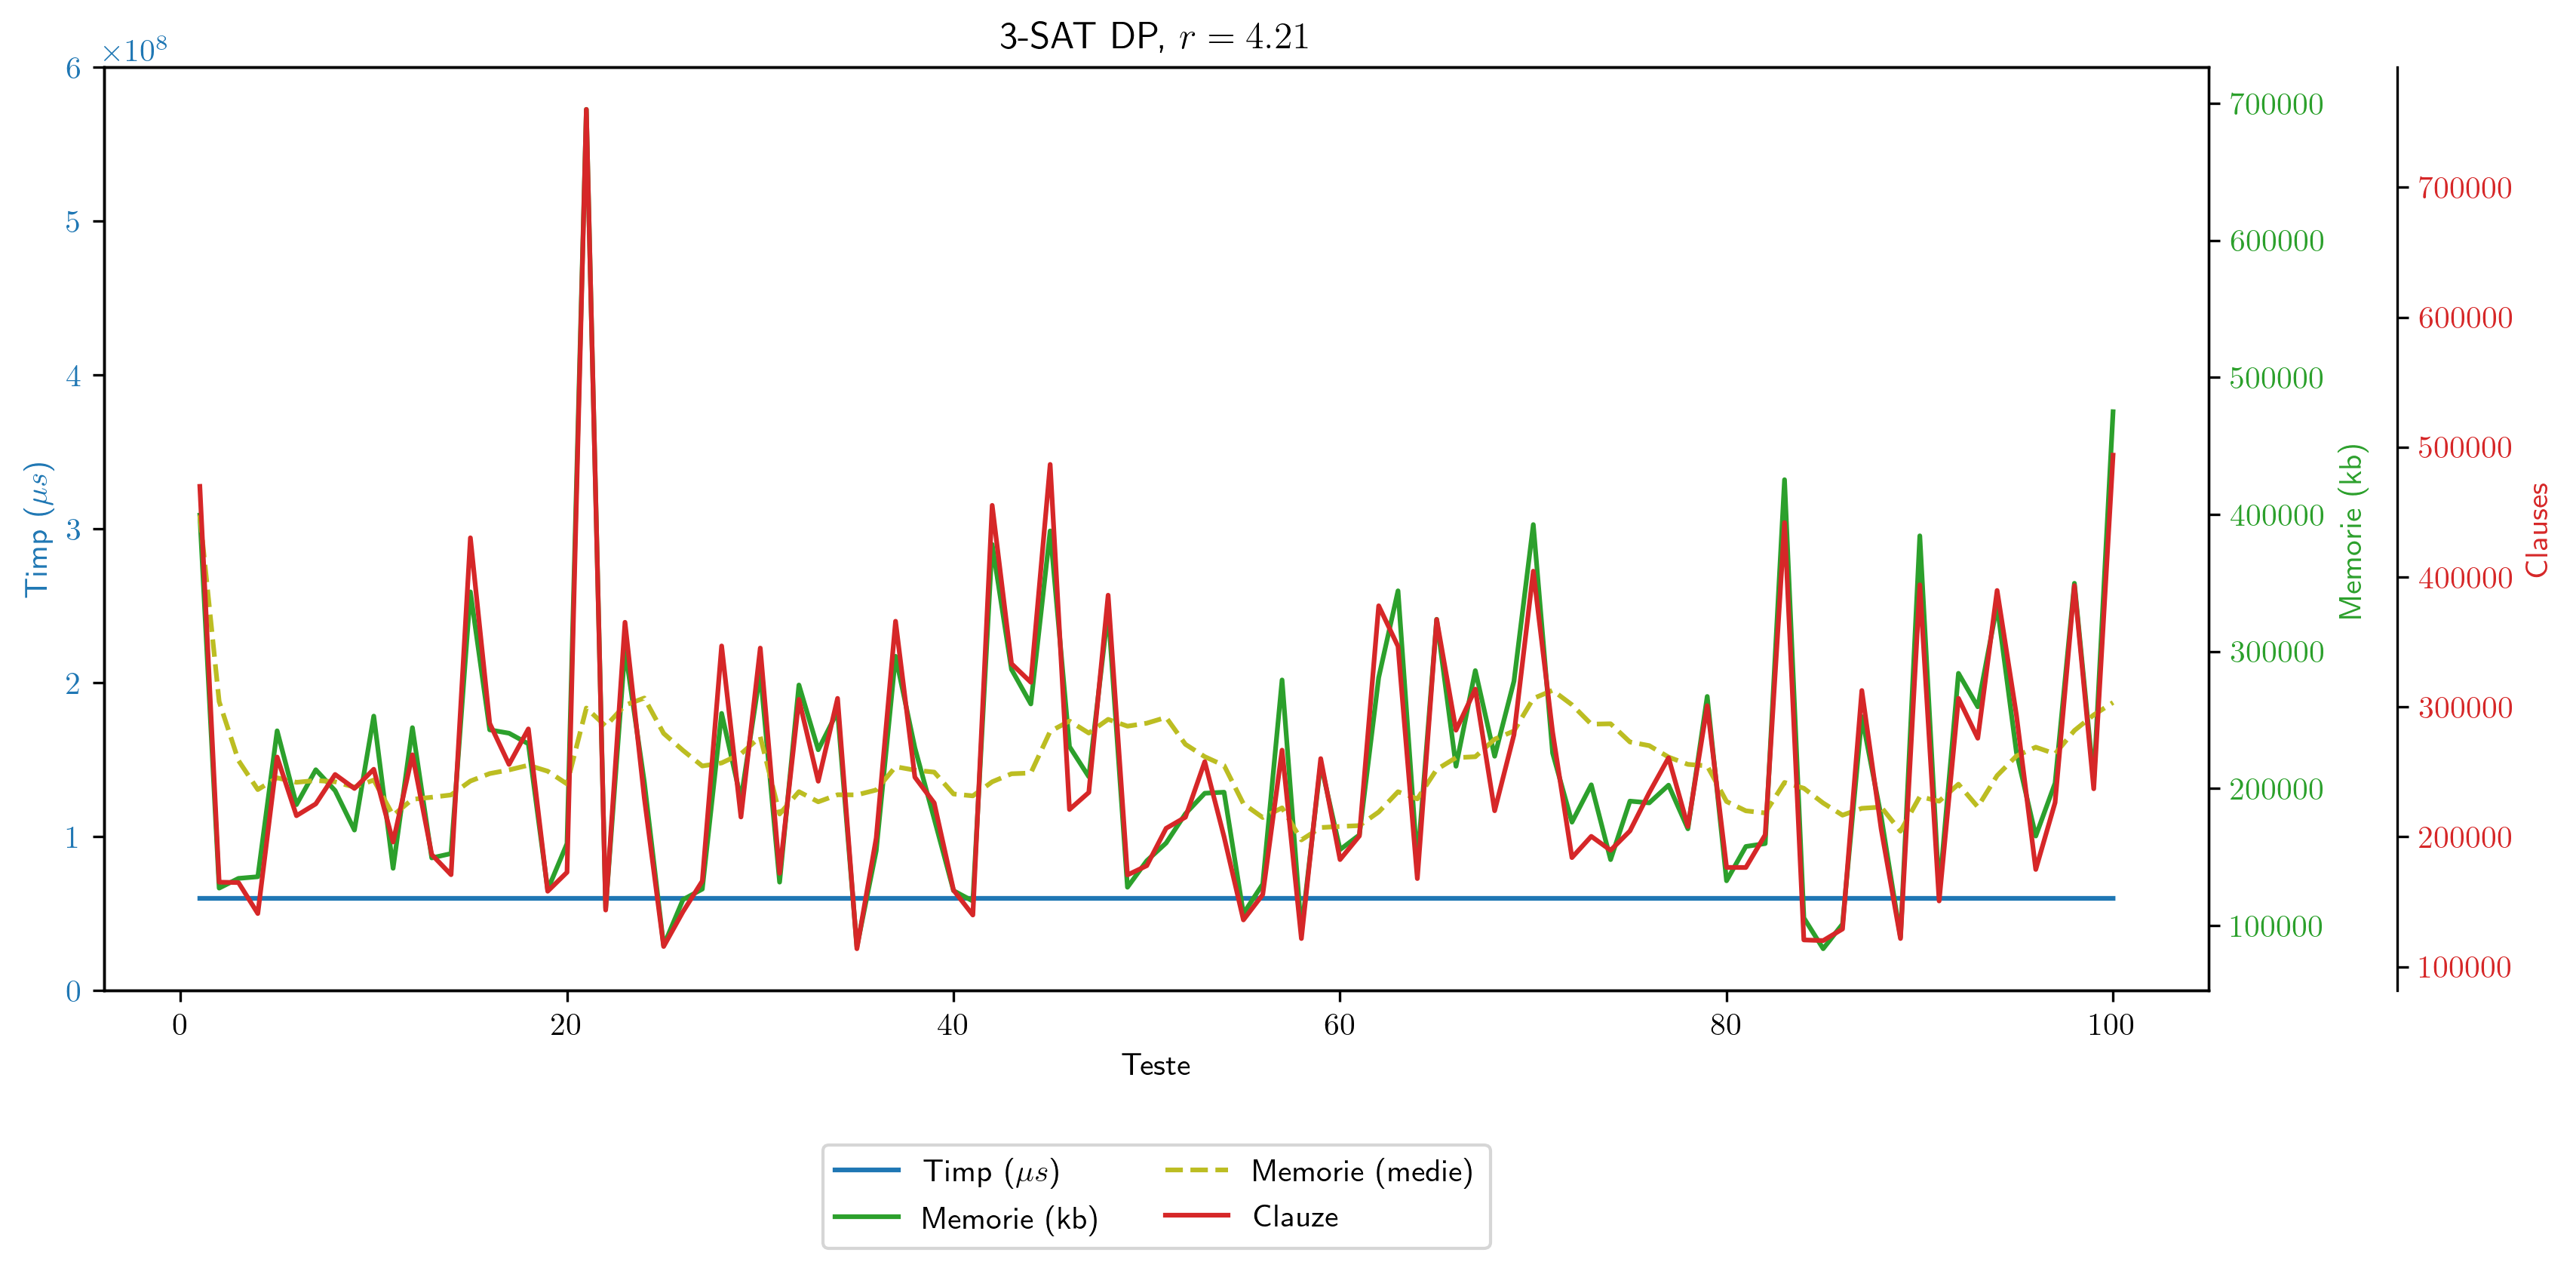 3-SAT DP, r = 4.21
×10⁸
6
5
4
3
2
1
0
Timp (μs)
0 20 40 60 80 100
Teste
700000
600000
500000
400000
300000
200000
100000
Memorie (kb)
700000
600000
500000
400000
300000
200000
100000
Clauses
Timp (μs)
Memorie (kb)
Memorie (medie)
Clauze